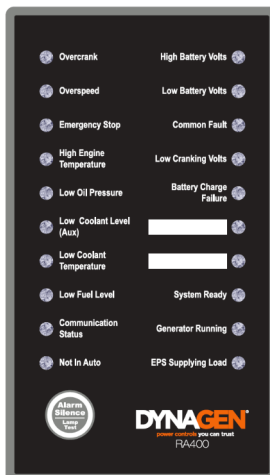 Overcrank
High Battery Volts
Overspeed
Low Battery Volts
Emergency Stop
Common Fault
High Engine
Temperature
Low Cranking Volts
Low Oil Pressure
Battery Charge
Failure
Low Coolant Level
(Aux)
Low Coolant
Temperature
Low Fuel Level
System Ready
Communication
Status
Generator Running
Not In Auto
EPS Supplying Load
Alarm
Silence
Lamp
Test
DYNAGEN
power controls you can trust
RA400